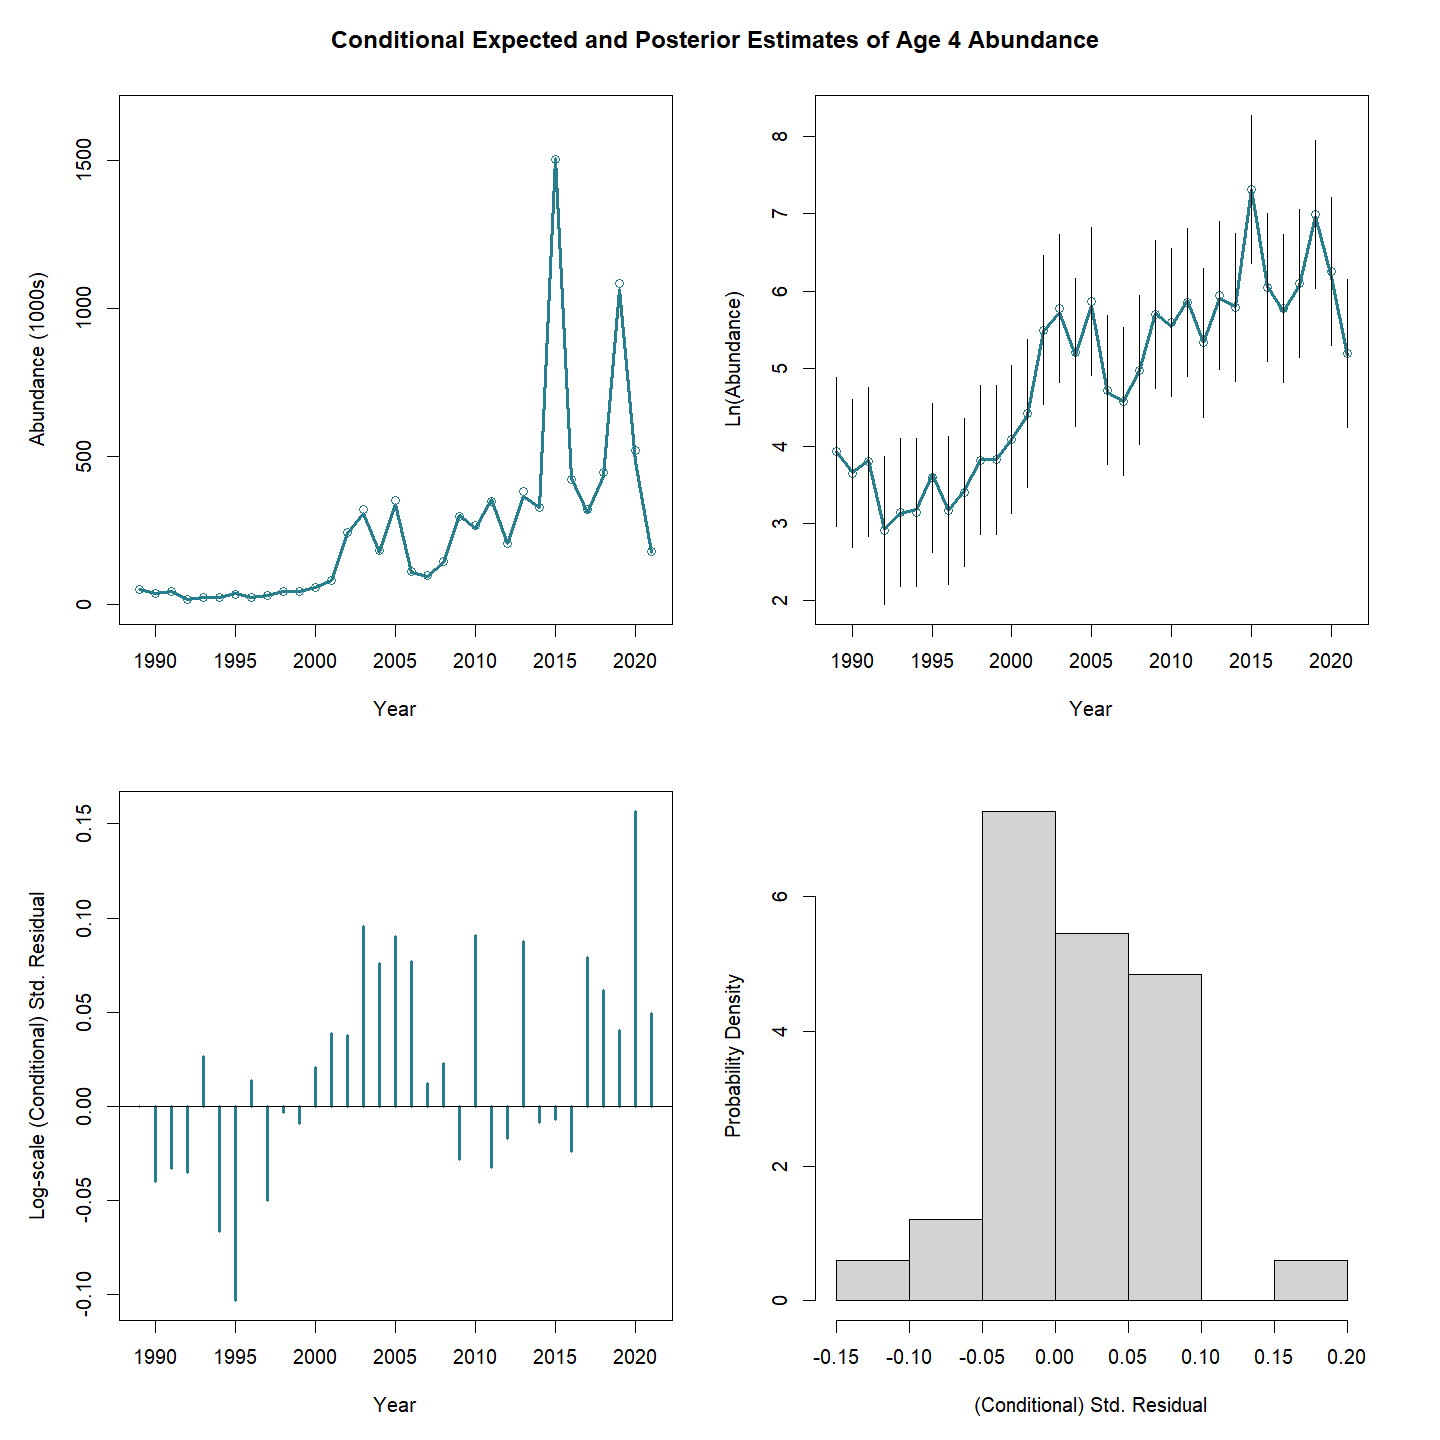 Conditional Expected and Posterior Estimates of Age 4 Abundance
Abundance (1000s)
1500
1000
500
0
1990 1995 2000 2005 2010 2015 2020
Year
Ln(Abundance)
8
7
6
5
4
3
2
1990 1995 2000 2005 2010 2015 2020
Year
Log-scale (Conditional) Std. Residual
0.15
0.10
0.05
0.00
-0.05
-0.10
1990 1995 2000 2005 2010 2015 2020
Year
Probability Density
6
4
2
0
-0.15 -0.10 -0.05 0.00 0.05 0.10 0.15 0.20
(Conditional) Std. Residual